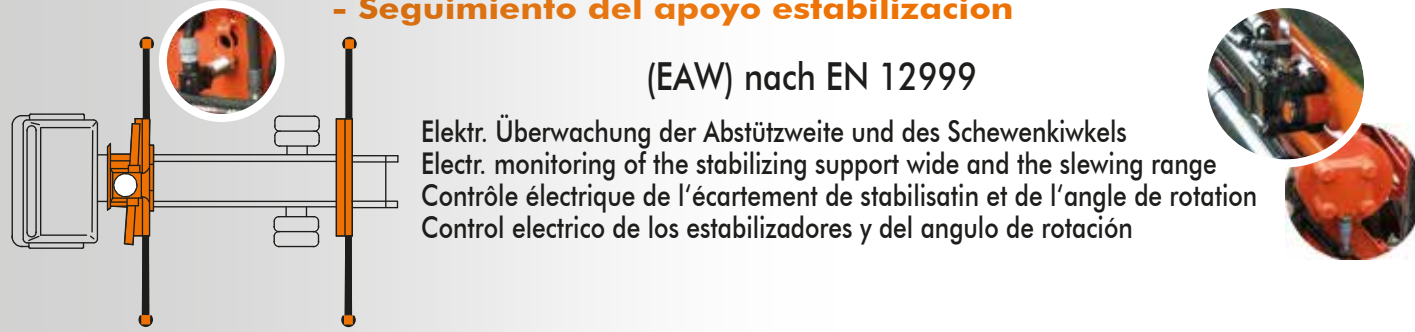 - Seguimiento del apoyo estabilizacion
(EAW) nach EN 12999
Elektr. Überwachung der Abstützweite und des Schewenkiwkels
Electr. monitoring of the stabilizing support wide and the slewing range
Contrôle électrique de l‘écartement de stabilisatin et de l‘angle de rotation
Control electrico de los estabilizadores y del angulo de rotación